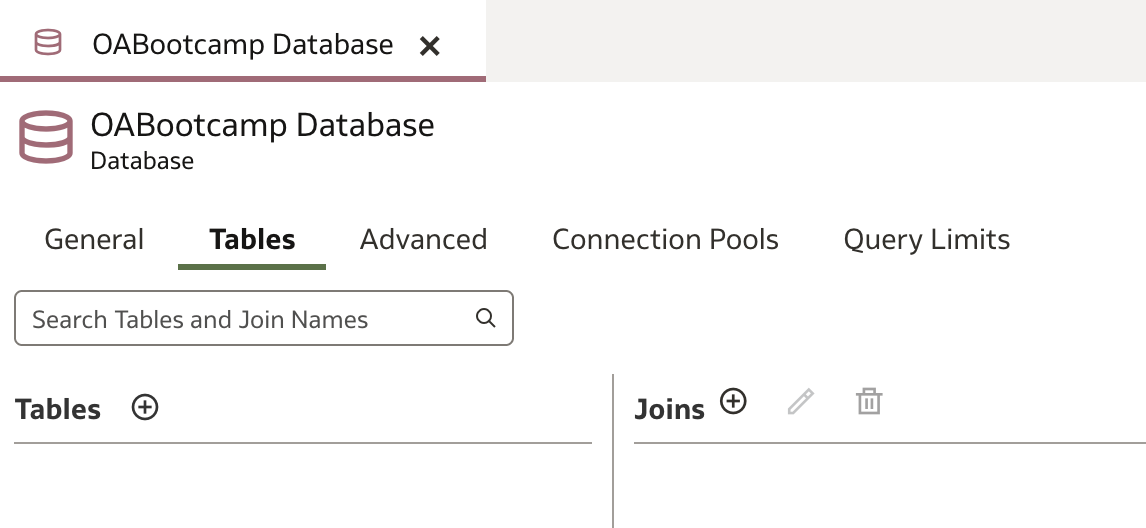 OABootcamp Database
OABootcamp Database
Database
General Tables Advanced Connection Pools Query Limits
Search Tables and Join Names
Tables Joins